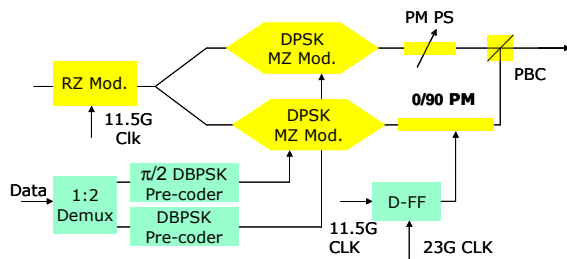 DPSK
MZ Mod.
PM PS
PBC
RZ Mod.
11.5G
Clk
DPSK
MZ Mod.
0/90 PM
Data
1:2
Demux
π/2 DBPSK
Pre-coder
DBPSK
Pre-coder
D-FF
11.5G
CLK
23G CLK